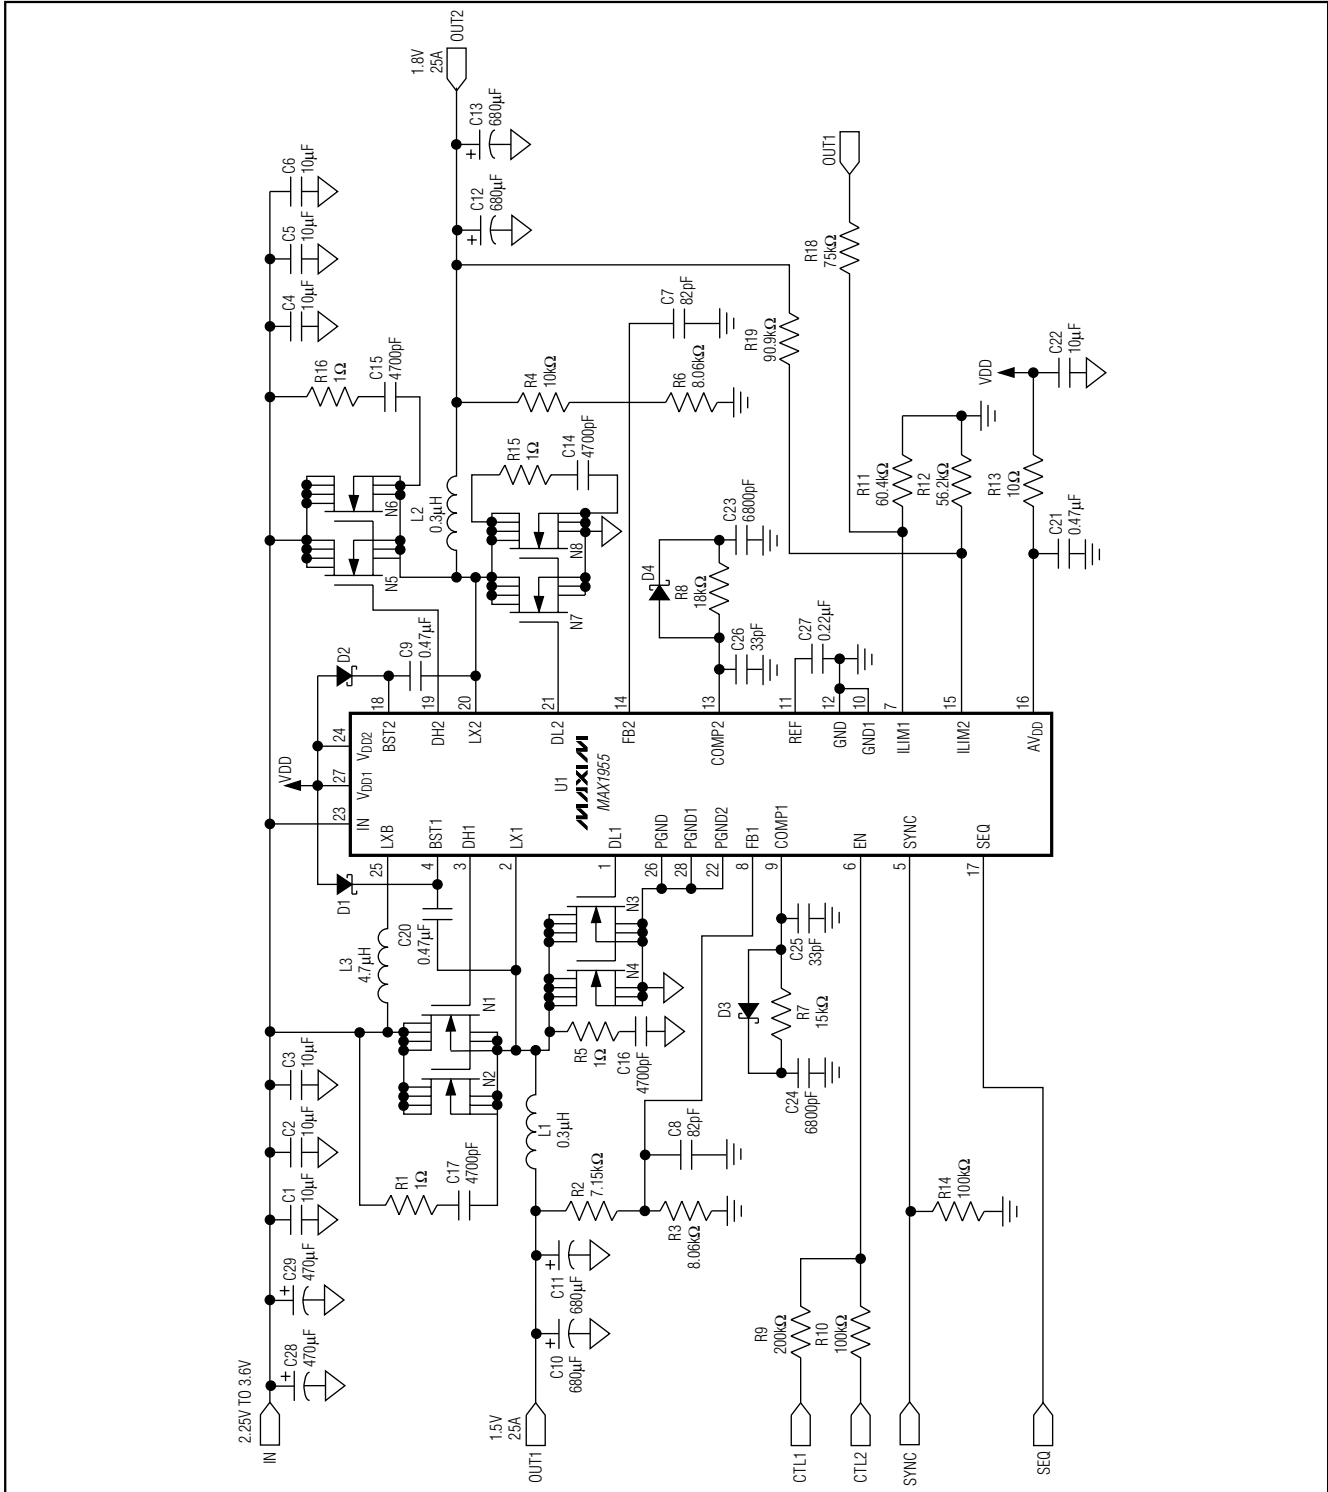 2.25V TO 3.6V
IN
C28
470µF
C29
470µF
C1
10µF
C2
10µF
C3
10µF
C4
10µF
C5
10µF
C6
10µF
R1
1Ω
C17
4700pF
N2
N1
L3
4.7µH
D1
C20
0.47µF
VDD
D2
C9
0.47µF
N5
N6
R16
1Ω
C15
4700pF
1.8V
25A
OUT2
C12
680µF
C13
680µF
L2
0.3µH
N7
N8
R15
1Ω
C14
4700pF
R4
10kΩ
R6
8.06kΩ
C7
82pF
1.5V
25A
OUT1
C10
680µF
C11
680µF
L1
0.3µH
R2
7.15kΩ
R3
8.06kΩ
C8
82pF
R5
1Ω
C16
4700pF
N4
N3
D3
R7
15kΩ
C24
6800pF
C25
33pF
23
IN
27
VDD1
24
VDD2
25
LXB
4
BST1
3
DH1
2
LX1
1
DL1
26
PGND
28
PGND1
22
PGND2
8
FB1
9
COMP1
6
EN
5
SYNC
17
SEQ
U1
MAXIM
MAX1955
18
BST2
19
DH2
20
LX2
21
DL2
14
FB2
13
COMP2
11
REF
12
GND
10
GND1
7
ILIM1
15
ILIM2
16
AVDD
D4
R8
18kΩ
C23
6800pF
C26
33pF
C27
0.22µF
R19
90.9kΩ
R18
75kΩ
OUT1
R11
60.4kΩ
R12
56.2kΩ
R13
10Ω
C21
0.47µF
VDD
C22
10µF
R9
200kΩ
R10
100kΩ
R14
100kΩ
CTL1
CTL2
SYNC
SEQ